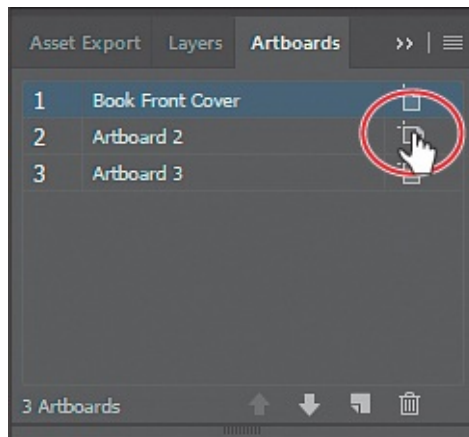 Asset Export Layers Artboards
1 Book Front Cover
2 Artboard 2
3 Artboard 3
3 Artboards